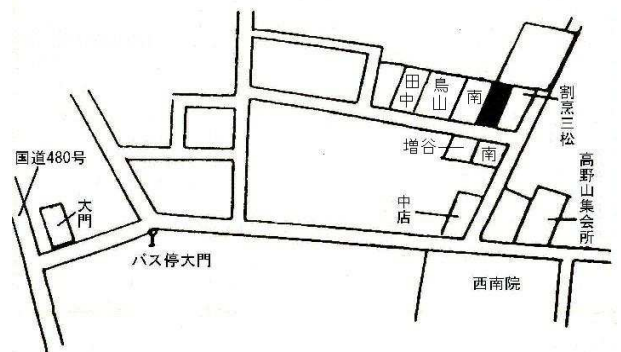 田中
鳥山
南
割烹三松
国道480号
大門
増谷
南
中店
高野山集会所
バス停大門
西南院